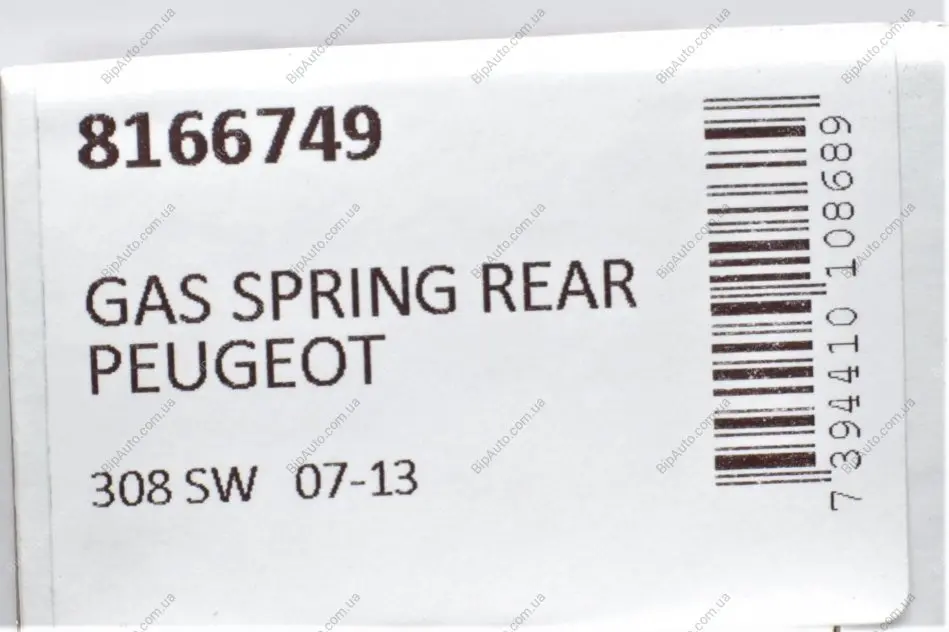 8166749
GAS SPRING REAR
PEUGEOT
308 SW 07-13
7 394410 108689
BipAuto.com.ua